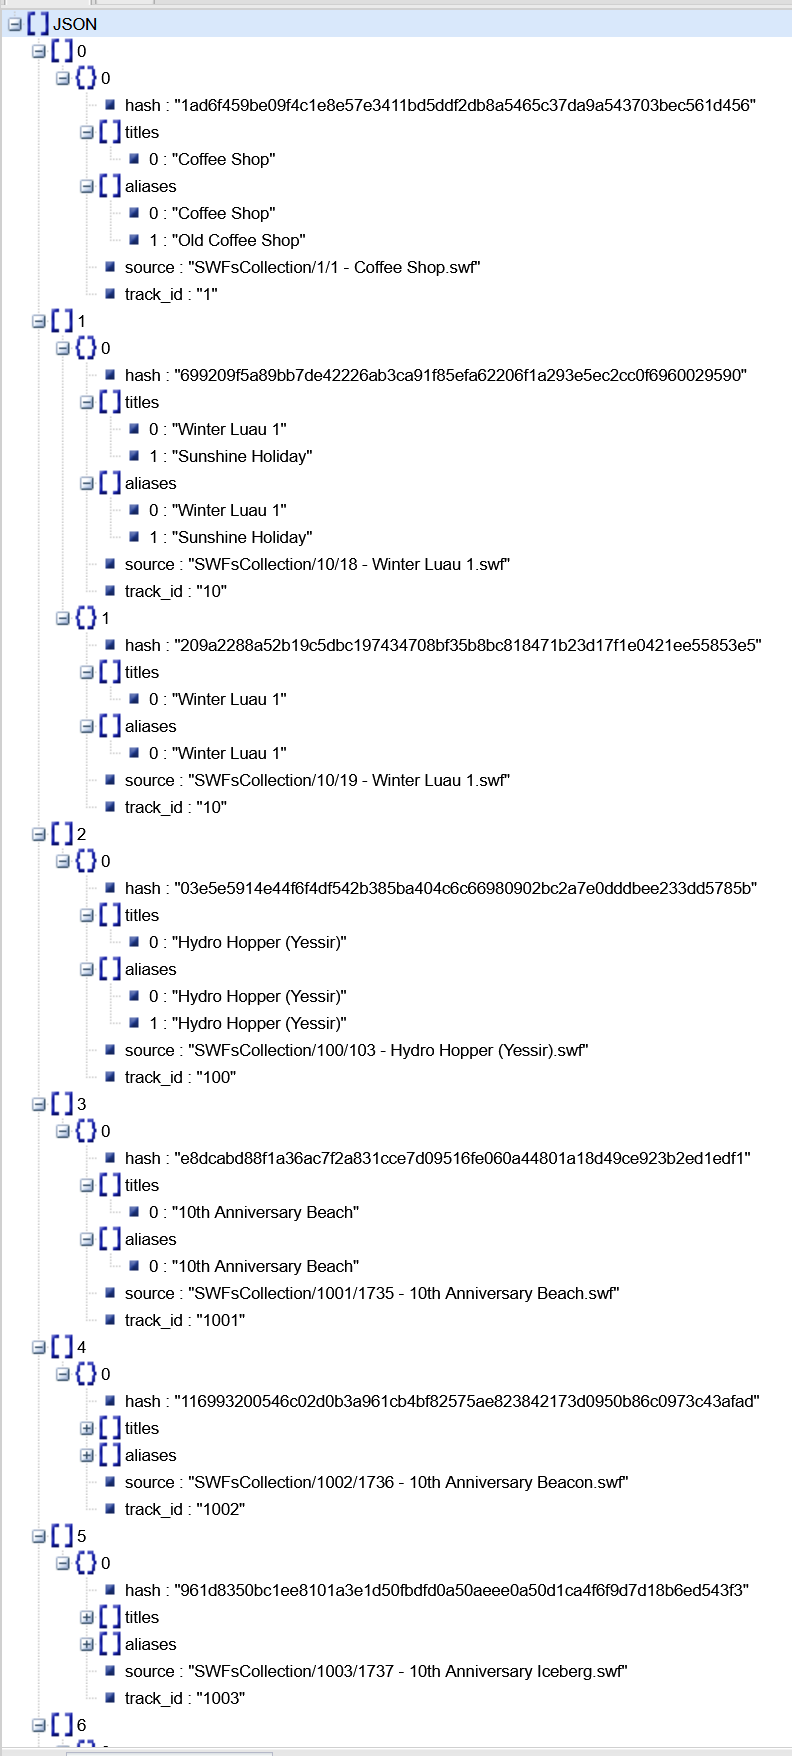 JSON
0
0
hash : "1ad6f459be09f4c1e8e57e3411bd5ddf2db8a5465c37da9a543703bec561d456"
titles
0 : "Coffee Shop"
aliases
0 : "Coffee Shop"
1 : "Old Coffee Shop"
source : "SWFsCollection/1/1 - Coffee Shop.swf"
track_id : "1"
1
0
hash : "699209f5a89bb7de42226ab3ca91f85efa62206f1a293e5ec2cc0f6960029590"
titles
0 : "Winter Luau 1"
1 : "Sunshine Holiday"
aliases
0 : "Winter Luau 1"
1 : "Sunshine Holiday"
source : "SWFsCollection/10/18 - Winter Luau 1.swf"
track_id : "10"
1
hash : "209a2288a52b19c5dbc197434708bf35b8bc818471b23d17f1e0421ee55853e5"
titles
0 : "Winter Luau 1"
aliases
0 : "Winter Luau 1"
source : "SWFsCollection/10/19 - Winter Luau 1.swf"
track_id : "10"
2
0
hash : "03e5e5914e44f6f4df542b385ba404c6c66980902bc2a7e0dddbee233dd5785b"
titles
0 : "Hydro Hopper (Yessir)"
aliases
0 : "Hydro Hopper (Yessir)"
1 : "Hydro Hopper (Yessir)"
source : "SWFsCollection/100/103 - Hydro Hopper (Yessir).swf"
track_id : "100"
3
0
hash : "e8dcabd88f1a36ac7f2a831cce7d09516fe060a44801a18d49ce923b2ed1edf1"
titles
0 : "10th Anniversary Beach"
aliases
0 : "10th Anniversary Beach"
source : "SWFsCollection/1001/1735 - 10th Anniversary Beach.swf"
track_id : "1001"
4
0
hash : "116993200546c02d0b3a961cb4bf82575ae823842173d0950b86c0973c43afad"
titles
aliases
source : "SWFsCollection/1002/1736 - 10th Anniversary Beacon.swf"
track_id : "1002"
5
0
hash : "961d8350bc1ee8101a3e1d50fbdfd0a50aeee0a50d1ca4f6f9d7d18b6ed543f3"
titles
aliases
source : "SWFsCollection/1003/1737 - 10th Anniversary Iceberg.swf"
track_id : "1003"
6